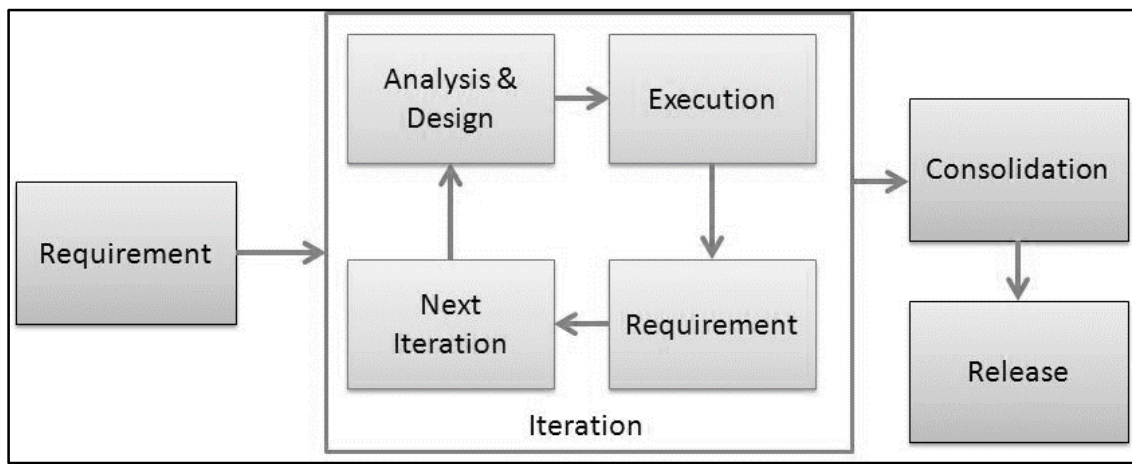 Requirement
Analysis &
Design
Execution
Next
Iteration
Requirement
Iteration
Consolidation
Release